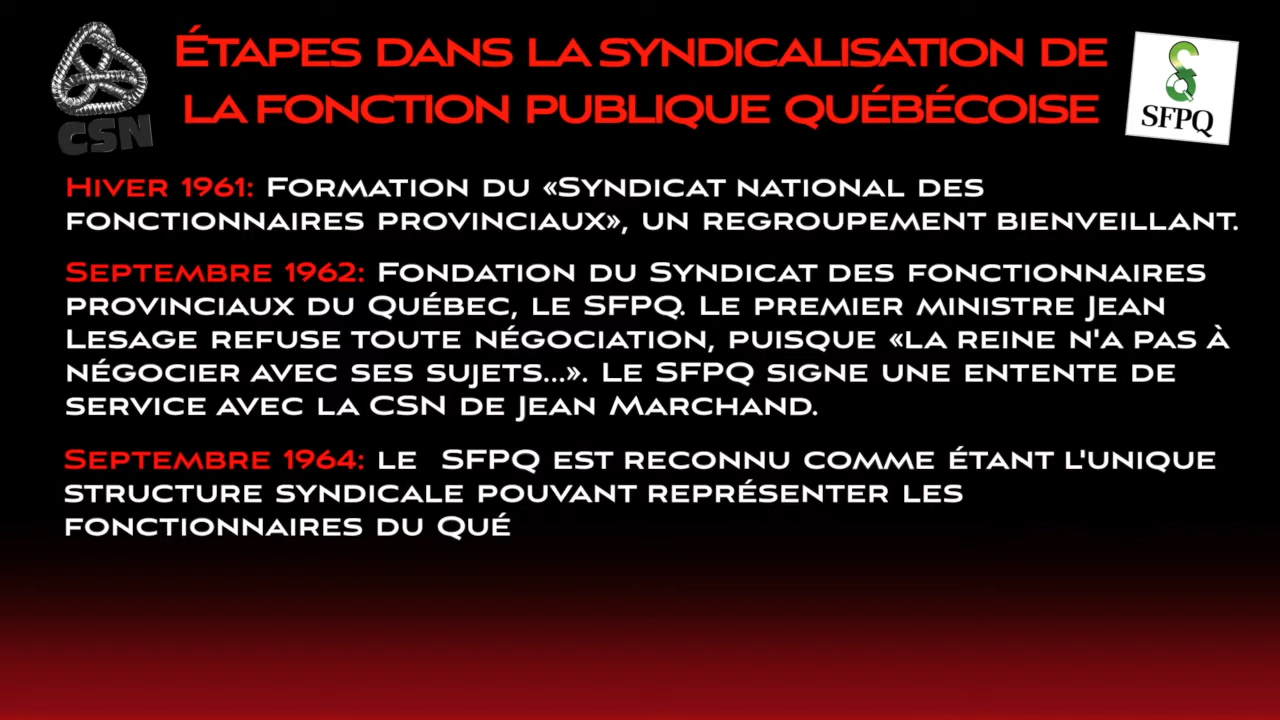 Étapes dans la syndicalisation de
la fonction publique québécoise
CSN
SFPQ
Hiver 1961: Formation du «Syndicat national des
fonctionnaires provinciaux», un regroupement bienveillant.
Septembre 1962: Fondation du Syndicat des fonctionnaires
provinciaux du Québec, le SFPQ. Le premier ministre Jean
Lesage refuse toute négociation, puisque «la reine n'a pas à
négocier avec ses sujets...». Le SFPQ signe une entente de
service avec la CSN de Jean Marchand.
Septembre 1964: le SFPQ est reconnu comme étant l'unique
structure syndicale pouvant représenter les
fonctionnaires du Qué